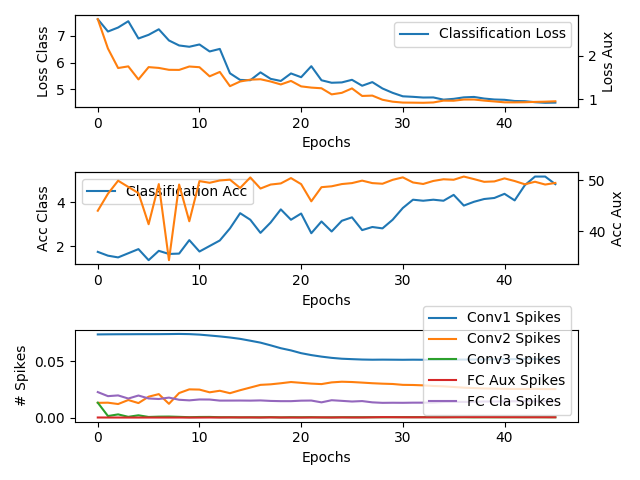 Classification Loss
Loss Class
Loss Aux
7
6
5
2
1
0 10 20 30 40
Epochs
Classification Acc
Acc Class
Acc Aux
4
2
50
40
0 10 20 30 40
Epochs
Conv1 Spikes
Conv2 Spikes
Conv3 Spikes
FC Aux Spikes
FC Cla Spikes
# Spikes
0.05
0.00
0 10 20 30 40
Epochs